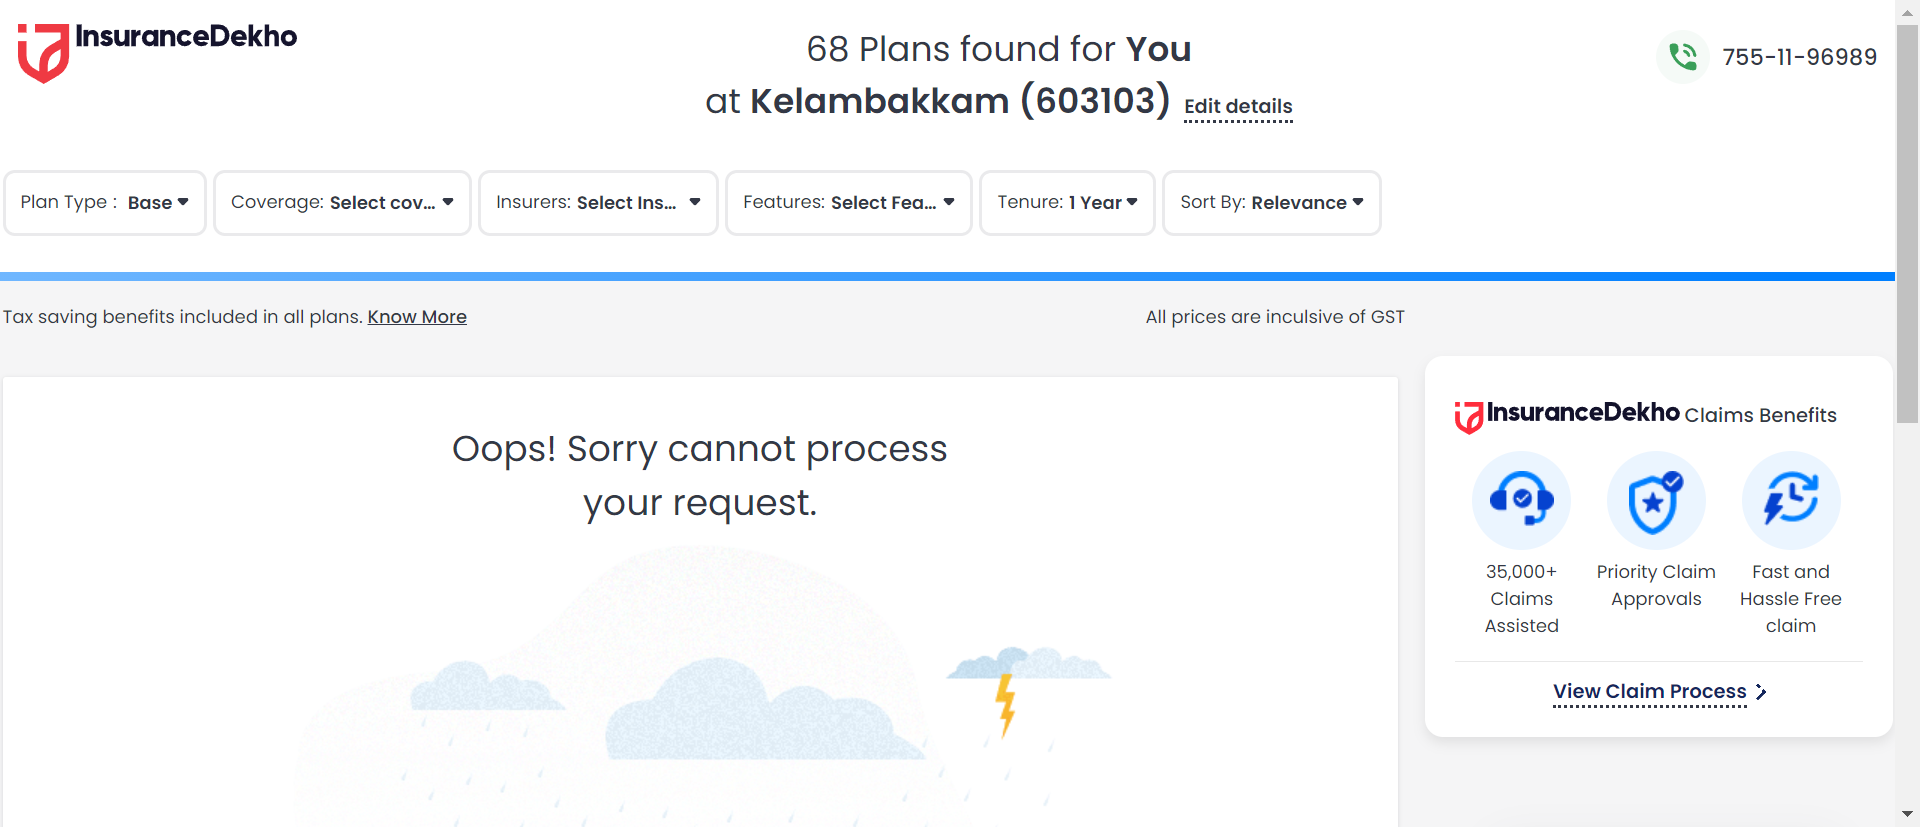 InsuranceDekho
68 Plans found for You
at Kelambakkam (603103) Edit details
755-11-96989
Plan Type : Base
Coverage: Select cov...
Insurers: Select Ins...
Features: Select Fea...
Tenure: 1 Year
Sort By: Relevance
Tax saving benefits included in all plans. Know More
All prices are inculsive of GST
Oops! Sorry cannot process
your request.
InsuranceDekho Claims Benefits
35,000+
Claims
Assisted
Priority Claim
Approvals
Fast and
Hassle Free
claim
View Claim Process